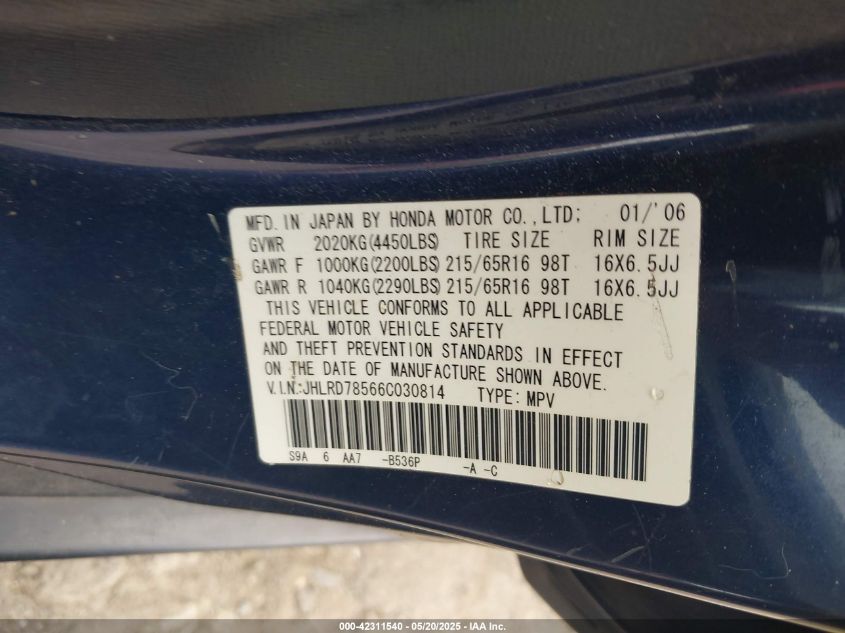 MFD. IN JAPAN BY HONDA MOTOR CO.,LTD: 01/'06
GVWR 2020KG(4450LBS) TIRE SIZE RIM SIZE
GAWR F 1000KG(2200LBS) 215/65R16 98T 16X6.5JJ
GAWR R 1040KG(2290LBS) 215/65R16 98T 16X6.5JJ
THIS VEHICLE CONFORMS TO ALL APPLICABLE
FEDERAL MOTOR VEHICLE SAFETY
AND THEFT PREVENTION STANDARDS IN EFFECT
ON THE DATE OF MANUFACTURE SHOWN ABOVE.
V.I.N.:JHLRD78566C030814 TYPE: MPV
S9A 6 AA7 -B536P -A -C
000-42311540 - 05/20/2025 - IAA Inc.